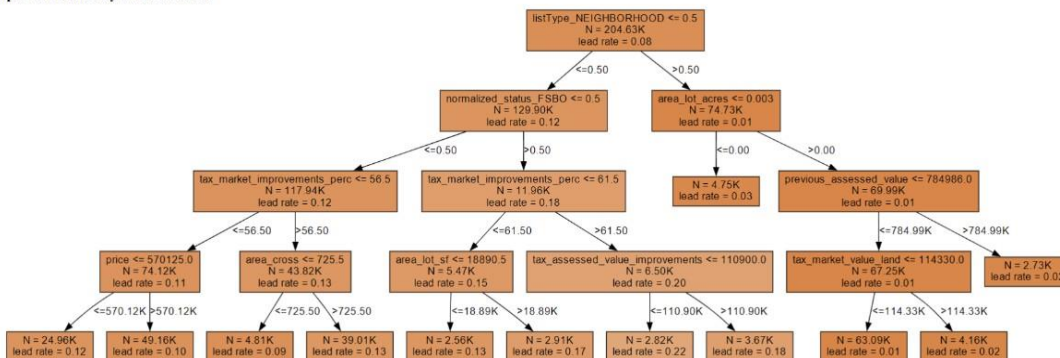 listType_NEIGHBORHOOD <= 0.5
N = 204.63K
lead rate = 0.08
<=0.50
>0.50
normalized_status_FSBO <= 0.5
N = 129.90K
lead rate = 0.12
area_lot_acres <= 0.003
N = 74.73K
lead rate = 0.01
<=0.50
>0.50
<=0.00
>0.00
tax_market_improvements_perc <= 56.5
N = 117.94K
lead rate = 0.12
tax_market_improvements_perc <= 61.5
N = 11.96K
lead rate = 0.18
N = 4.75K
lead rate = 0.03
previous_assessed_value <= 784986.0
N = 69.99K
lead rate = 0.01
<=56.50
>56.50
<=61.50
>61.50
<=784.99K
>784.99K
price <= 570125.0
N = 74.12K
lead rate = 0.11
area_cross <= 725.5
N = 43.82K
lead rate = 0.13
area_lot_sf <= 18890.5
N = 5.47K
lead rate = 0.15
tax_assessed_value_improvements <= 110900.0
N = 6.50K
lead rate = 0.20
tax_market_value_land <= 114330.0
N = 67.25K
lead rate = 0.01
N = 2.73K
lead rate = 0.02
<=570.12K
>570.12K
<=725.50
>725.50
<=18.89K
>18.89K
<=110.90K
>110.90K
<=114.33K
>114.33K
N = 24.96K
lead rate = 0.12
N = 49.16K
lead rate = 0.10
N = 4.81K
lead rate = 0.09
N = 39.01K
lead rate = 0.13
N = 2.56K
lead rate = 0.13
N = 2.91K
lead rate = 0.17
N = 2.82K
lead rate = 0.22
N = 3.67K
lead rate = 0.18
N = 63.09K
lead rate = 0.01
N = 4.16K
lead rate = 0.02